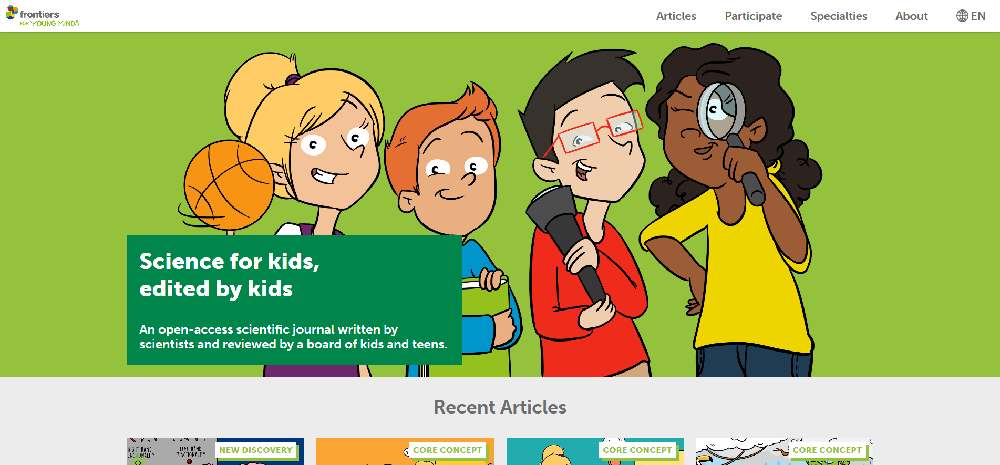 frontiers
FOR YOUNG MINDS
Articles
Participate
Specialties
About
EN
Science for kids,
edited by kids
An open-access scientific journal written by
scientists and reviewed by a board of kids and teens.
Recent Articles
RIGHT HAND
FUNCTIONALITY
LEFT HAND
FUNCTIONALITY
NEW DISCOVERY
CORE CONCEPT
CORE CONCEPT
CORE CONCEPT